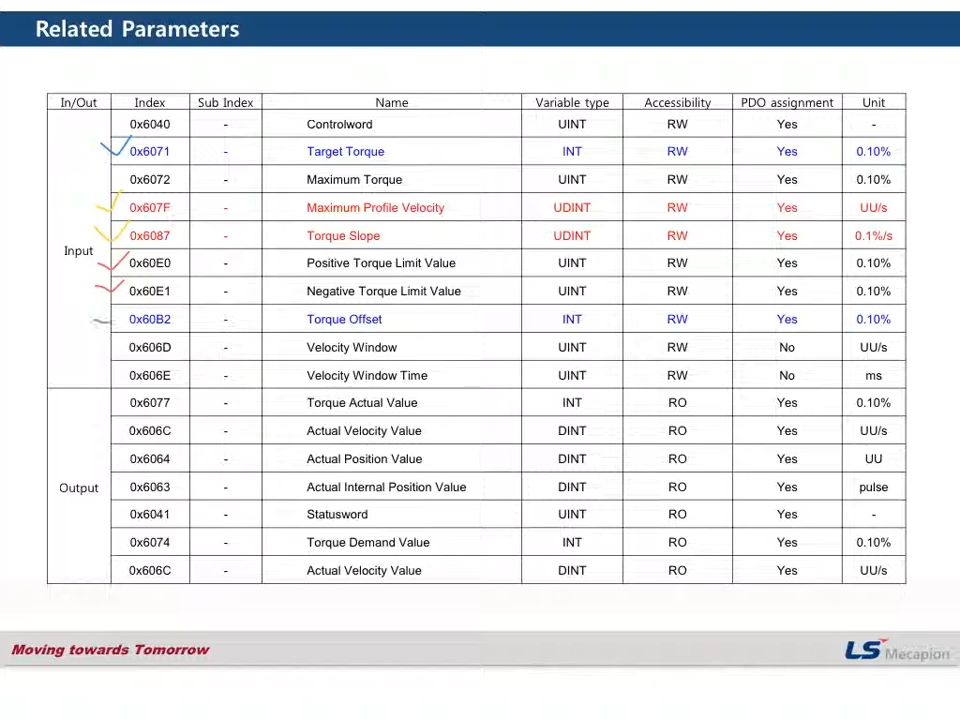 Related Parameters
In/Out Index Sub Index Name Variable type Accessibility PDO assignment Unit
Input
0x6040 - Controlword UINT RW Yes -
0x6071 - Target Torque INT RW Yes 0.10%
0x6072 - Maximum Torque UINT RW Yes 0.10%
0x607F - Maximum Profile Velocity UDINT RW Yes UU/s
0x6087 - Torque Slope UDINT RW Yes 0.1%/s
0x60E0 - Positive Torque Limit Value UINT RW Yes 0.10%
0x60E1 - Negative Torque Limit Value UINT RW Yes 0.10%
0x60B2 - Torque Offset INT RW Yes 0.10%
0x606D - Velocity Window UINT RW No UU/s
0x606E - Velocity Window Time UINT RW No ms
Output
0x6077 - Torque Actual Value INT RO Yes 0.10%
0x606C - Actual Velocity Value DINT RO Yes UU/s
0x6064 - Actual Position Value DINT RO Yes UU
0x6063 - Actual Internal Position Value DINT RO Yes pulse
0x6041 - Statusword UINT RO Yes -
0x6074 - Torque Demand Value INT RO Yes 0.10%
0x606C - Actual Velocity Value DINT RO Yes UU/s
Moving towards Tomorrow
LS Mecapion